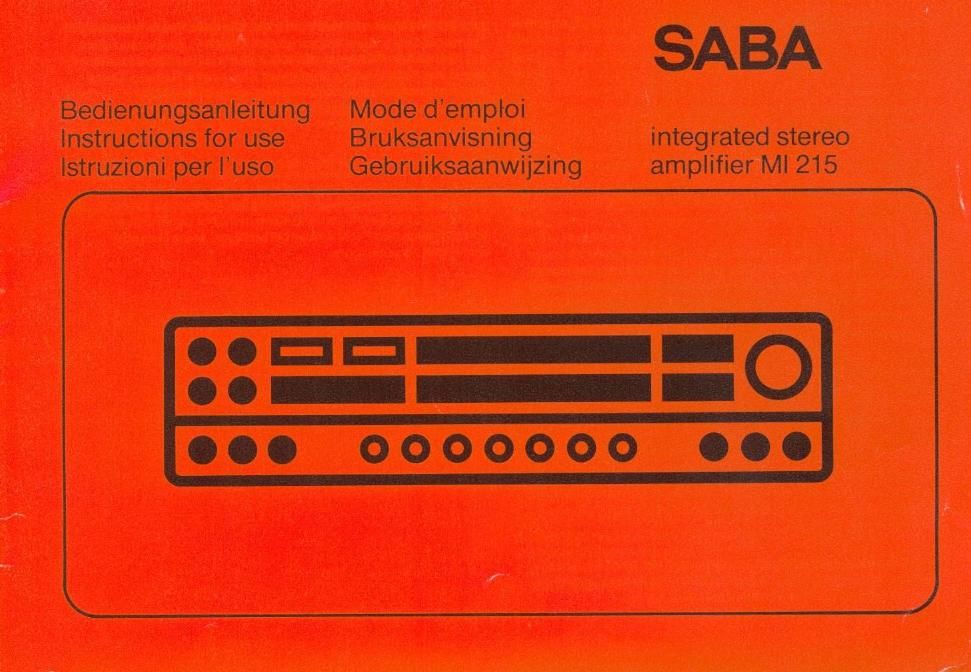 SABA
Bedienungsanleitung
Instructions for use
Istruzioni per l'uso
Mode d'emploi
Bruksanvisning
Gebruiksaanwijzing
integrated stereo
amplifier MI 215